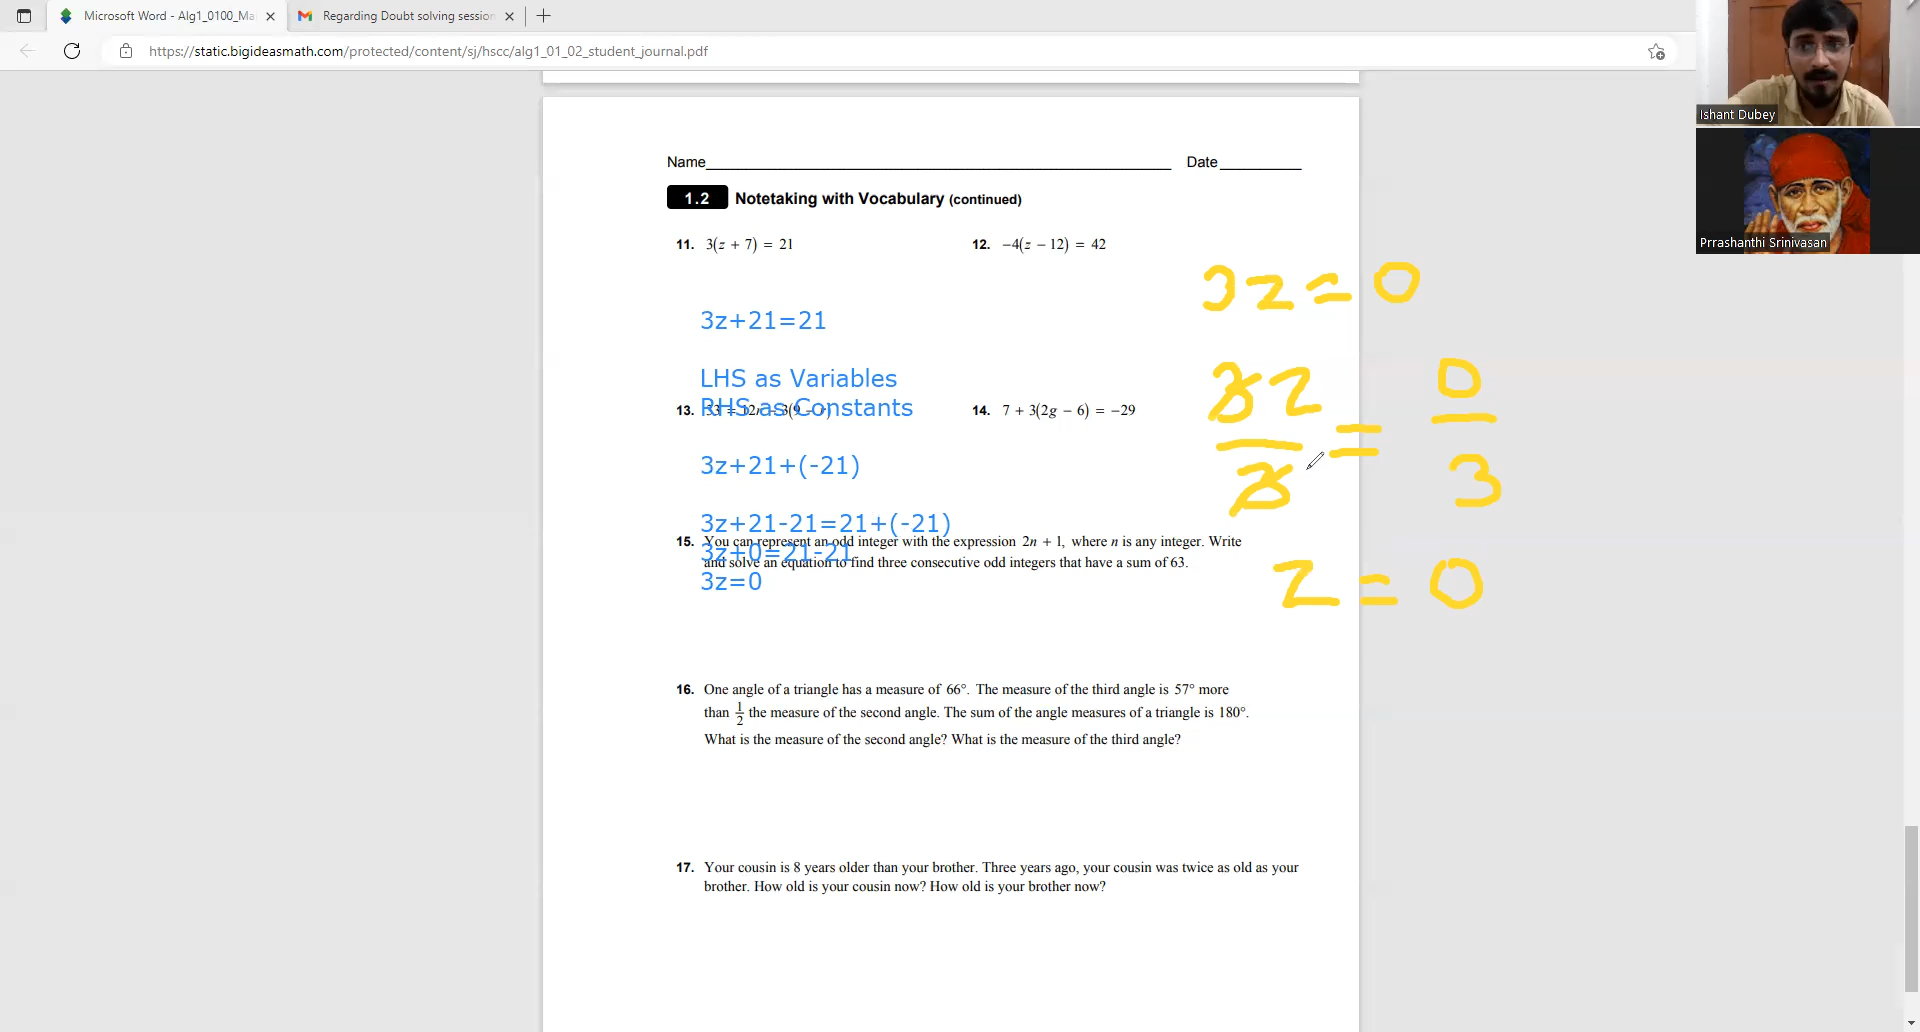 Microsoft Word - Alg1_0100_Ma
Regarding Doubt solving session
https://static.bigideasmath.com/protected/content/sj/hscc/alg1_01_02_student_journal.pdf
Ishant Dubey
Prrashanthi Srinivasan
Name Date
1.2 Notetaking with Vocabulary (continued)
11. 3(z + 7) = 21
12. −4(z − 12) = 42
3z+21=21
LHS as Variables
RHS as Constants
13.
14. 7 + 3(2g − 6) = −29
3z+21+(-21)
3z+21-21=21+(-21)
3z+0=21-21
3z=0
15. You can represent an odd integer with the expression 2n + 1, where n is any integer. Write
and solve an equation to find three consecutive odd integers that have a sum of 63.
16. One angle of a triangle has a measure of 66°. The measure of the third angle is 57° more
than 1/2 the measure of the second angle. The sum of the angle measures of a triangle is 180°.
What is the measure of the second angle? What is the measure of the third angle?
17. Your cousin is 8 years older than your brother. Three years ago, your cousin was twice as old as your
brother. How old is your cousin now? How old is your brother now?
3z=0
3z/3 = 0/3
z=0